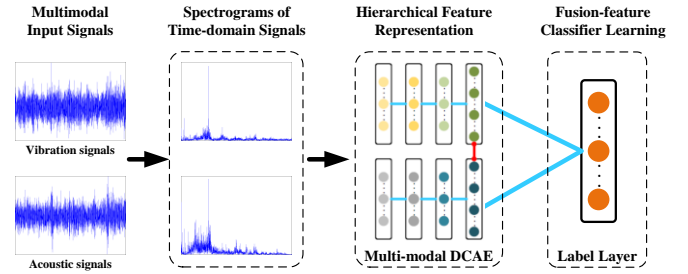 Multimodal
Input Signals
Spectrograms of
Time-domain Signals
Hierarchical Feature
Representation
Fusion-feature
Classifier Learning
Vibration signals
Acoustic signals
Multi-modal DCAE
Label Layer